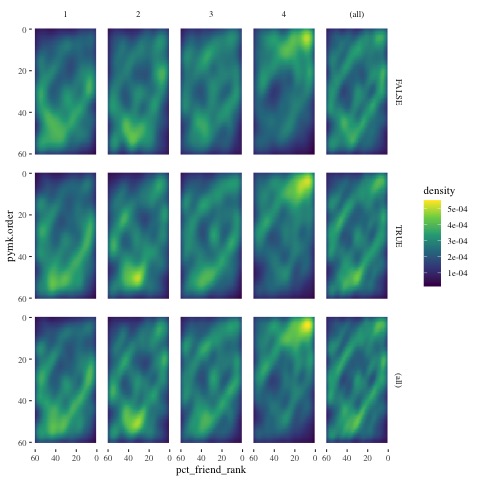 1 2 3 4 (all)
0
20
40
60
FALSE
0
20
40
60
TRUE
0
20
40
60
(all)
pymk.order
60 40 20 0 60 40 20 0 60 40 20 0 60 40 20 0 60 40 20 0
pct_friend_rank
density
5e-04
4e-04
3e-04
2e-04
1e-04